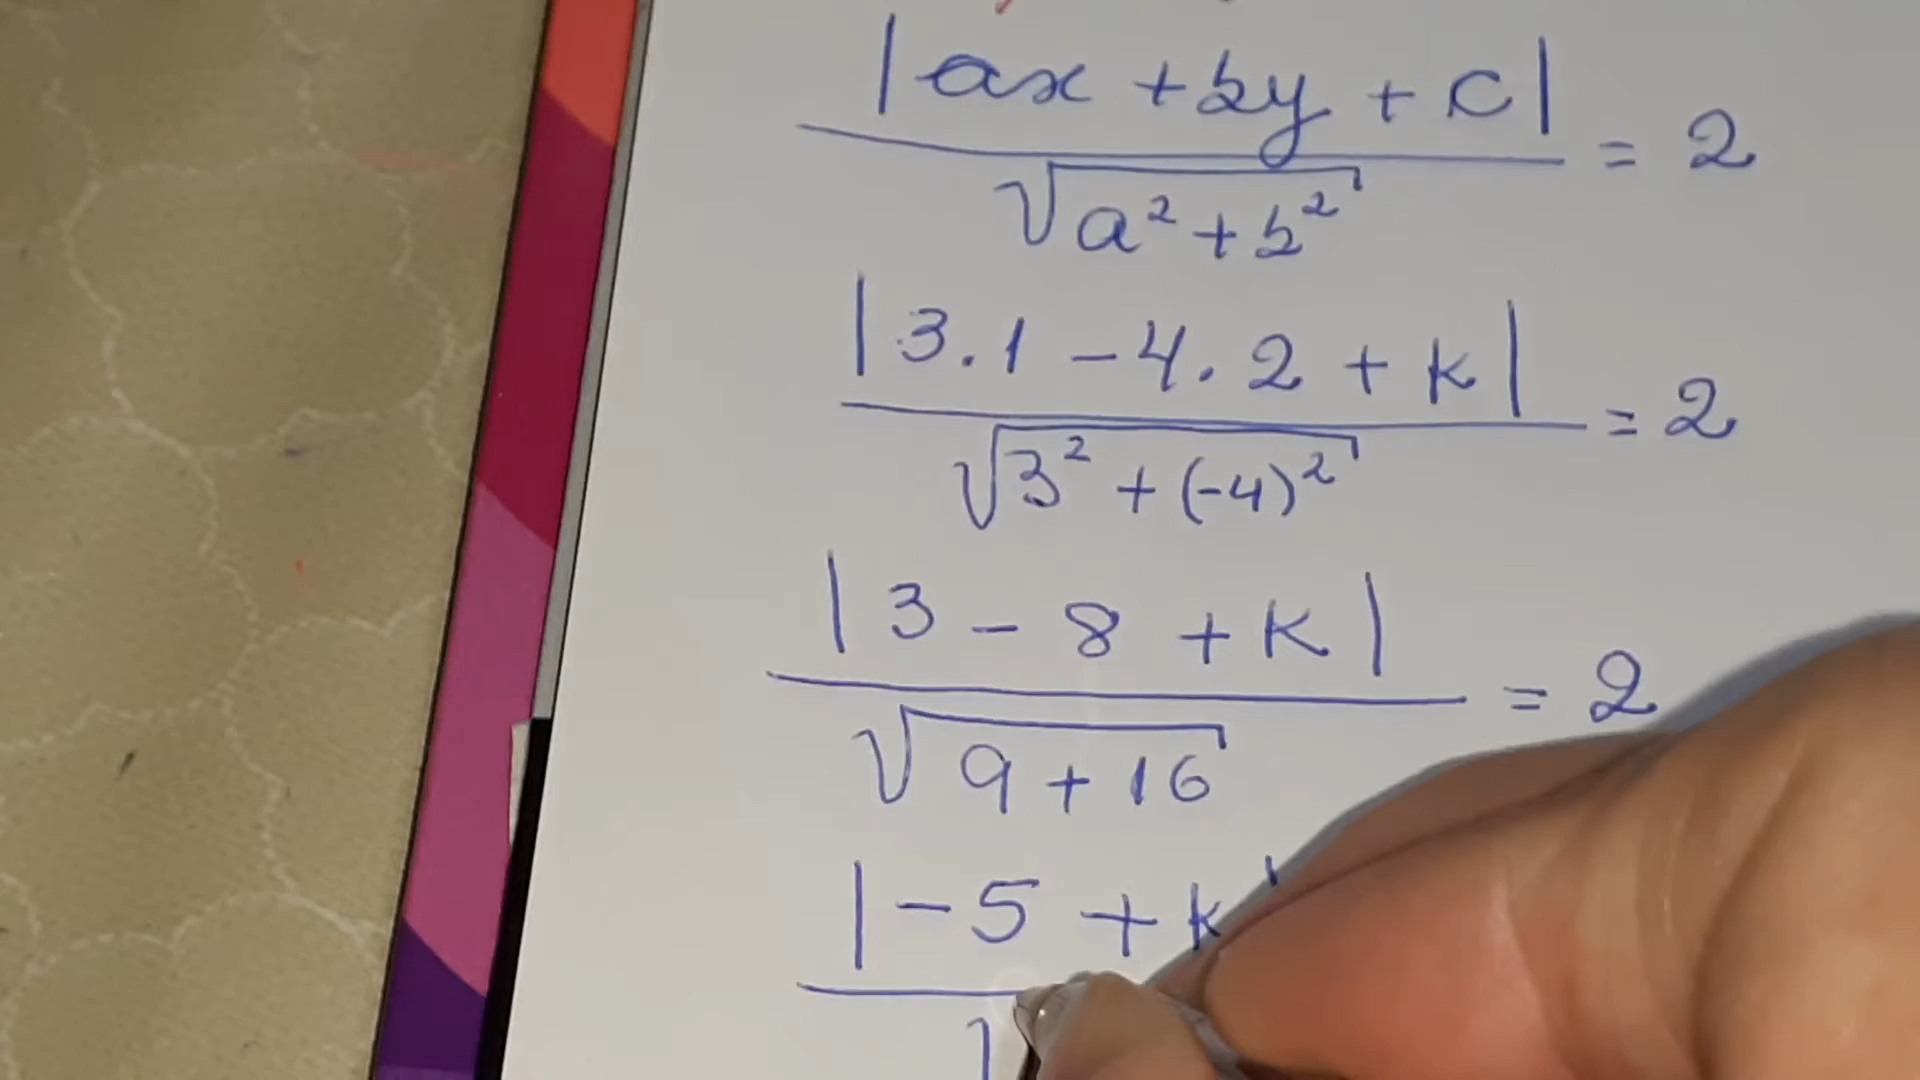 |ax + by + c| / √(a² + b²) = 2
|3.1 - 4.2 + k| / √(3² + (-4)²) = 2
|3 - 8 + k| / √(9 + 16) = 2
|-5 + k
√